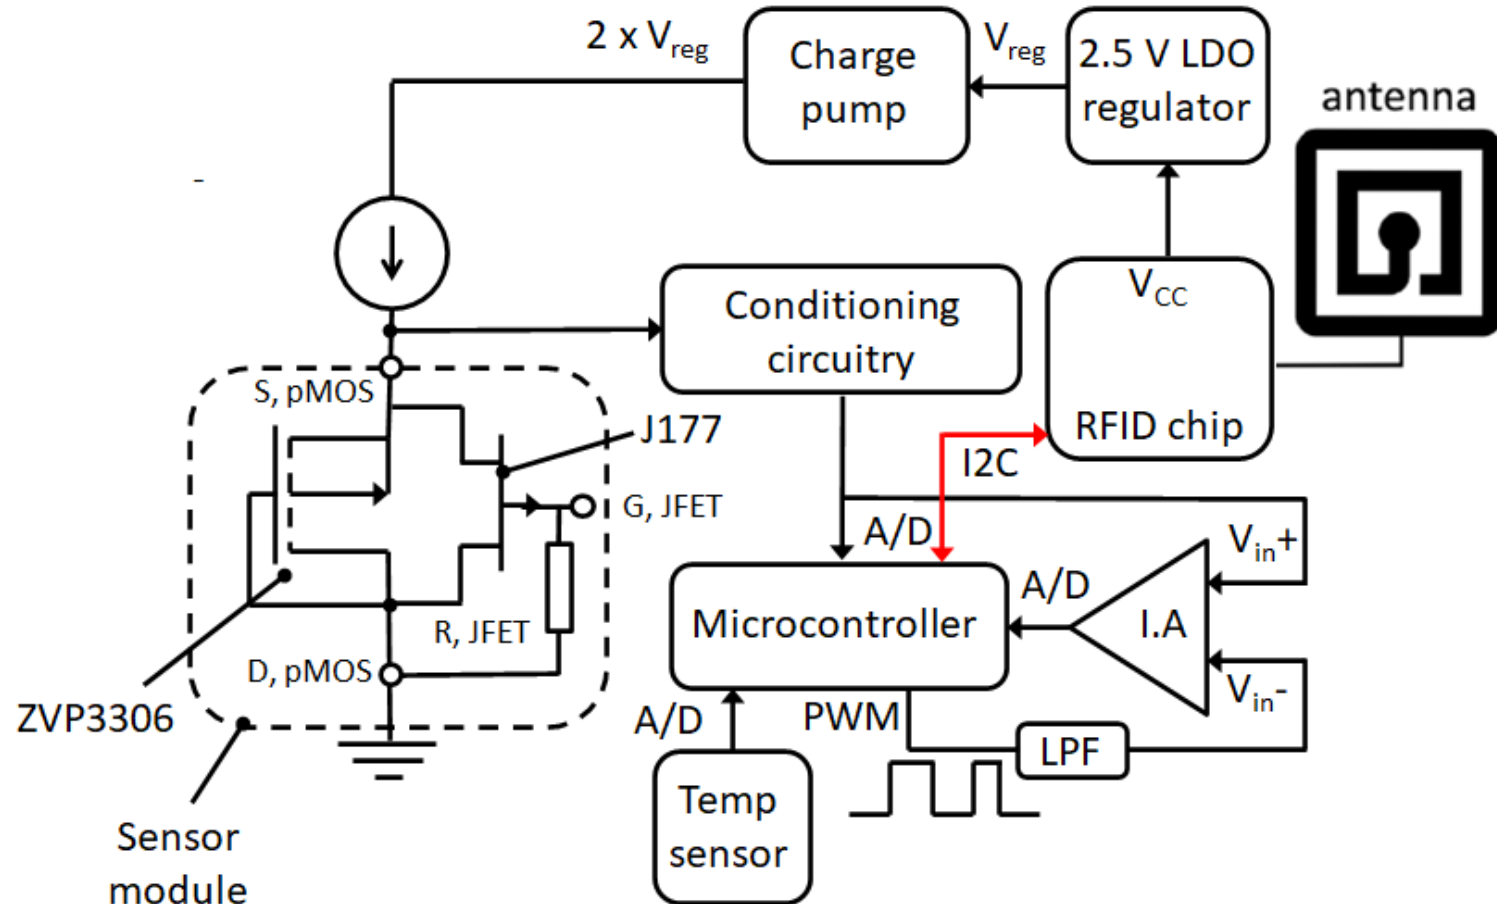 2 x Vreg
Charge
pump
Vreg
2.5 V LDO
regulator
antenna
-
Conditioning
circuitry
VCC
RFID chip
S, pMOS
J177
I2C
G, JFET
A/D
Vin+
A/D
Microcontroller
I.A
R, JFET
D, pMOS
Vin-
ZVP3306
A/D
PWM
LPF
Temp
sensor
Sensor
module